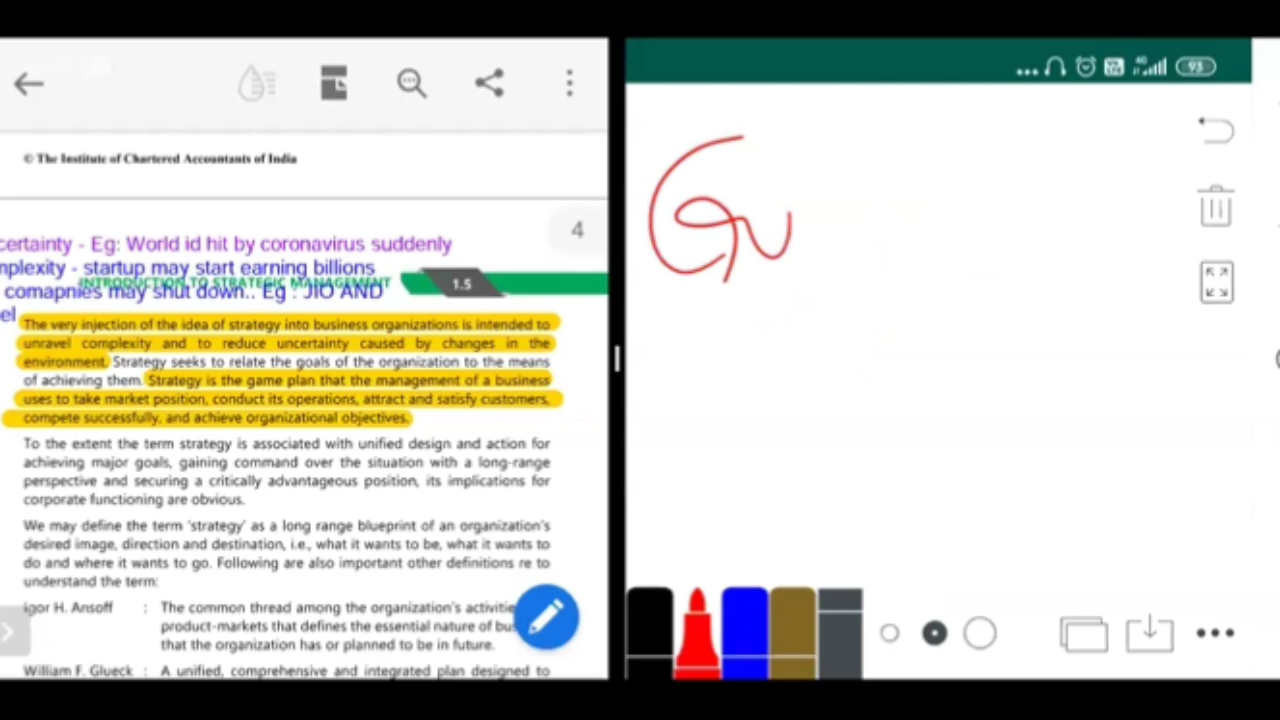 © The Institute of Chartered Accountants of India
4
certainty - Eg: World id hit by coronavirus suddenly
mplexity - startup may start earning billions
INTRODUCTION TO STRATEGIC MANAGEMENT 1.5
comapnies may shut down.. Eg : JIO AND
el
The very injection of the idea of strategy into business organizations is intended to
unravel complexity and to reduce uncertainty caused by changes in the
environment. Strategy seeks to relate the goals of the organization to the means
of achieving them. Strategy is the game plan that the management of a business
uses to take market position, conduct its operations, attract and satisfy customers,
compete successfully, and achieve organizational objectives.
To the extent the term strategy is associated with unified design and action for
achieving major goals, gaining command over the situation with a long-range
perspective and securing a critically advantageous position, its implications for
corporate functioning are obvious.
We may define the term 'strategy' as a long range blueprint of an organization's
desired image, direction and destination, i.e., what it wants to be, what it wants to
do and where it wants to go. Following are also important other definitions re to
understand the term:
Igor H. Ansoff : The common thread among the organization's activities
product-markets that defines the essential nature of bus
that the organization has or planned to be in future.
William F. Glueck : A unified, comprehensive and integrated plan designed to
4G
93